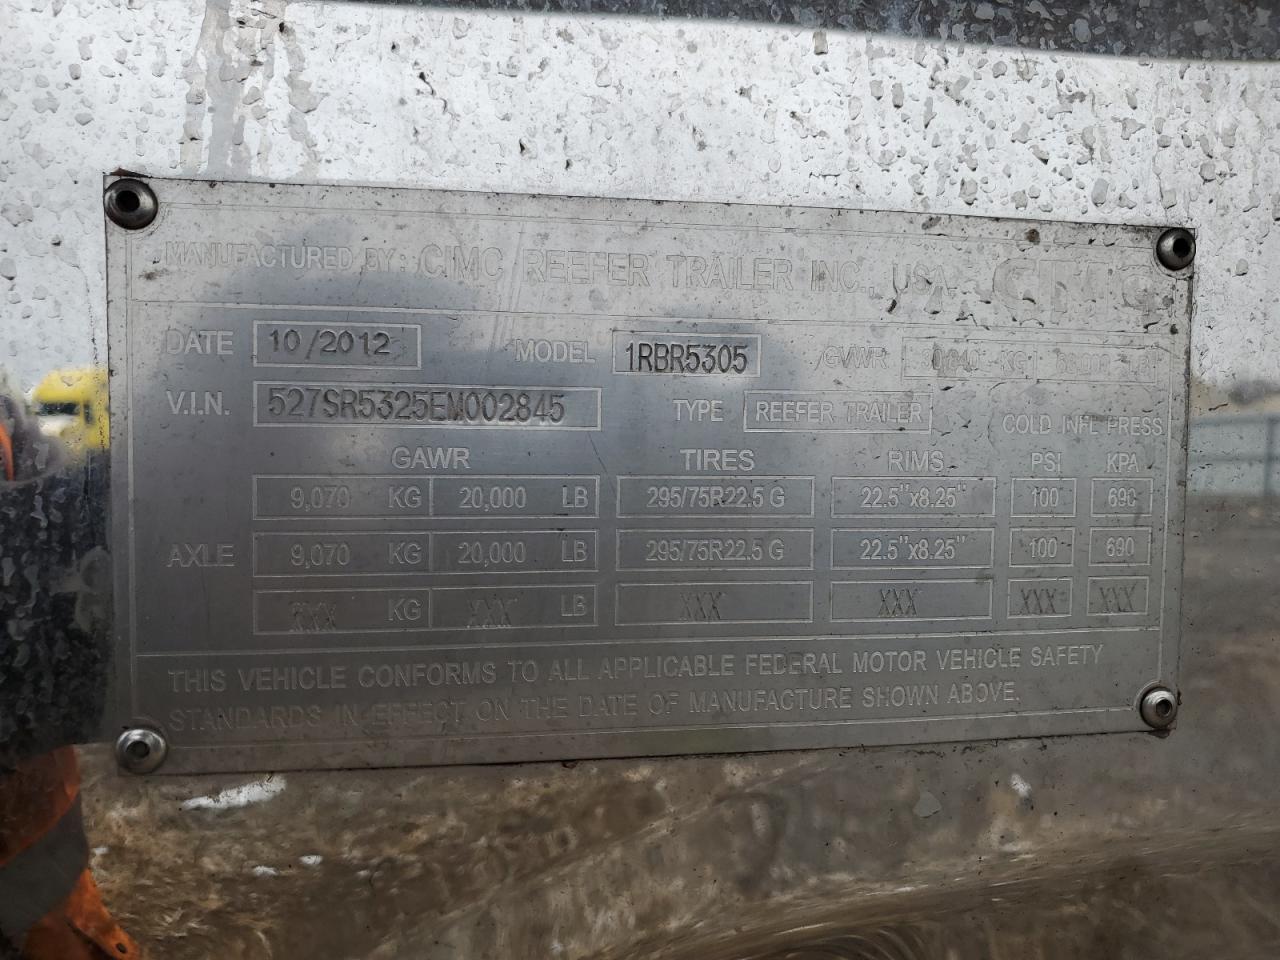 MANUFACTURED BY: CIMC REEFER TRAILER INC., USA CIMC
DATE 10/2012 MODEL 1RBR5305 GVWR KG
V.I.N. 527SR5325EM002845 TYPE REEFER TRAILER COLD INFL PRESS
GAWR TIRES RIMS PSI KPA
9,070 KG 20,000 LB 295/75R22.5 G 22.5"x8.25" 100 690
AXLE 9,070 KG 20,000 LB 295/75R22.5 G 22.5"x8.25" 100 690
XXX KG XXX LB XXX XXX XXX XXX
THIS VEHICLE CONFORMS TO ALL APPLICABLE FEDERAL MOTOR VEHICLE SAFETY
STANDARDS IN EFFECT ON THE DATE OF MANUFACTURE SHOWN ABOVE.